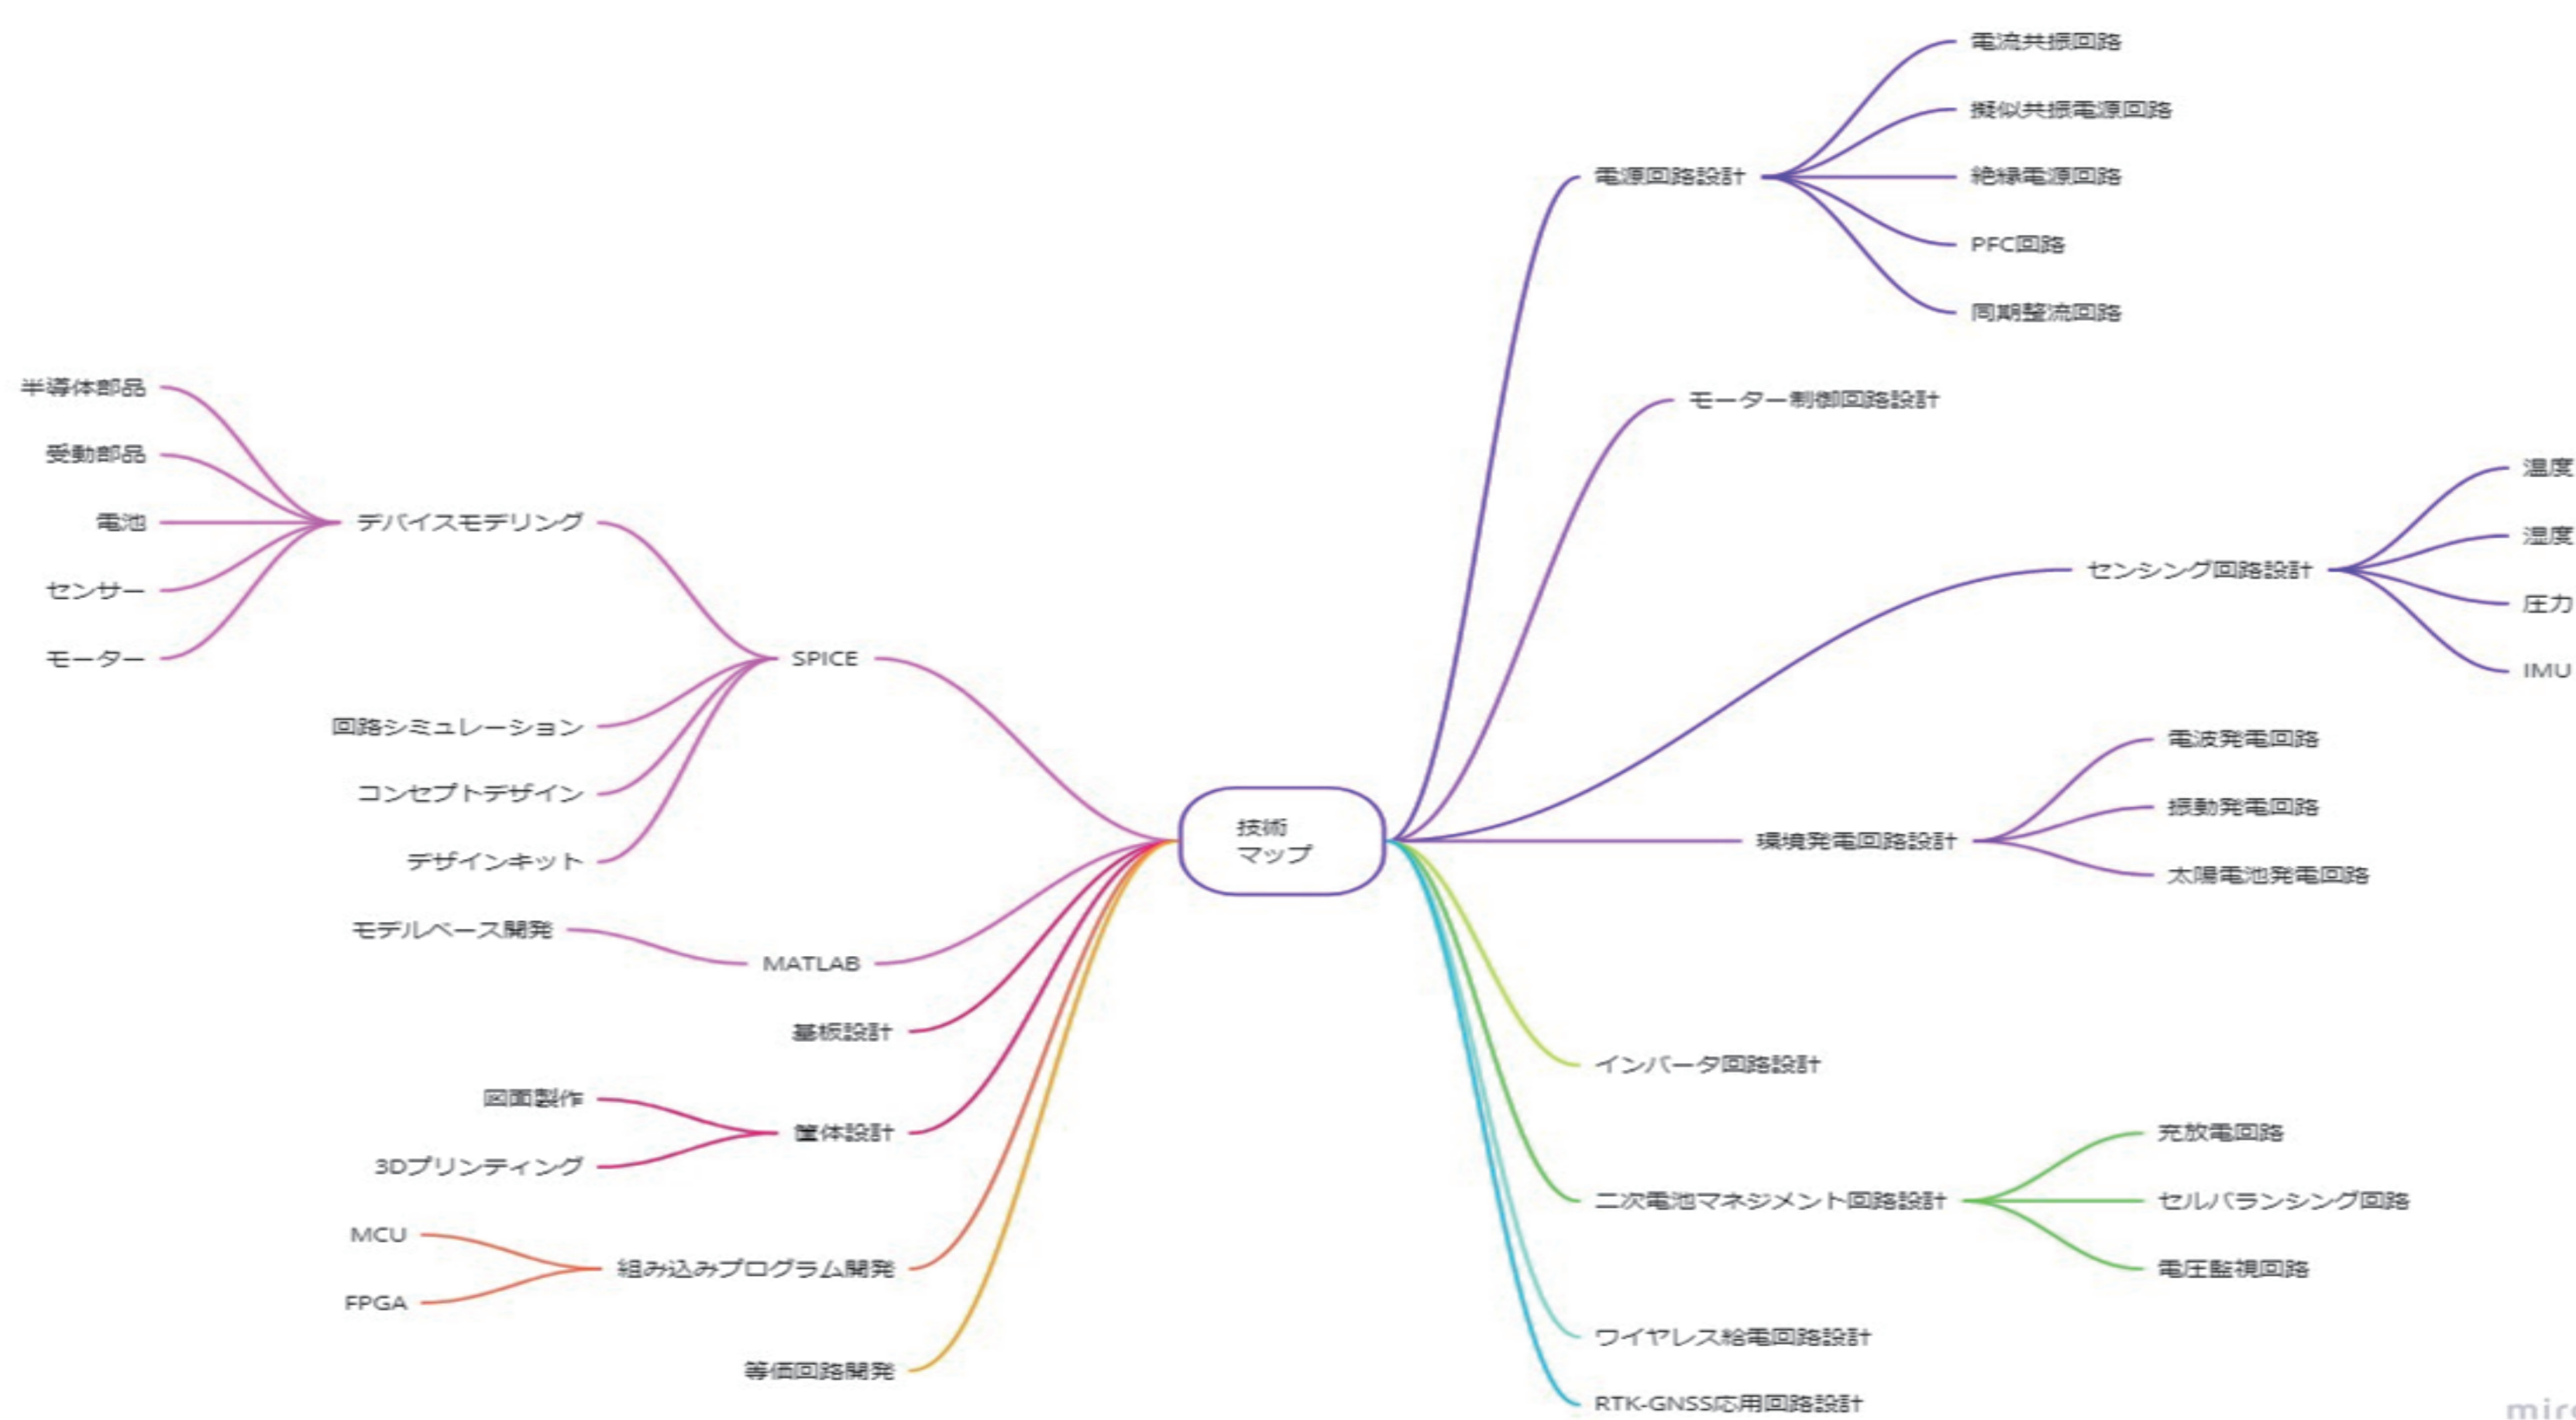 電流共振回路
擬似共振電源回路
電源回路設計
絶縁電源回路
PFC回路
同期整流回路
モーター制御回路設計
温度
湿度
センシング回路設計
圧力
IMU
電波発電回路
振動発電回路
環境発電回路設計
太陽電池発電回路
インバータ回路設計
充放電回路
二次電池マネジメント回路設計
セルバランシング回路
電圧監視回路
ワイヤレス給電回路設計
RTK-GNSS応用回路設計
技術
マップ
半導体部品
受動部品
電池
デバイスモデリング
センサー
モーター
SPICE
回路シミュレーション
コンセプトデザイン
デザインキット
モデルベース開発
MATLAB
基板設計
図面製作
筐体設計
3Dプリンティング
MCU
組み込みプログラム開発
FPGA
等価回路開発